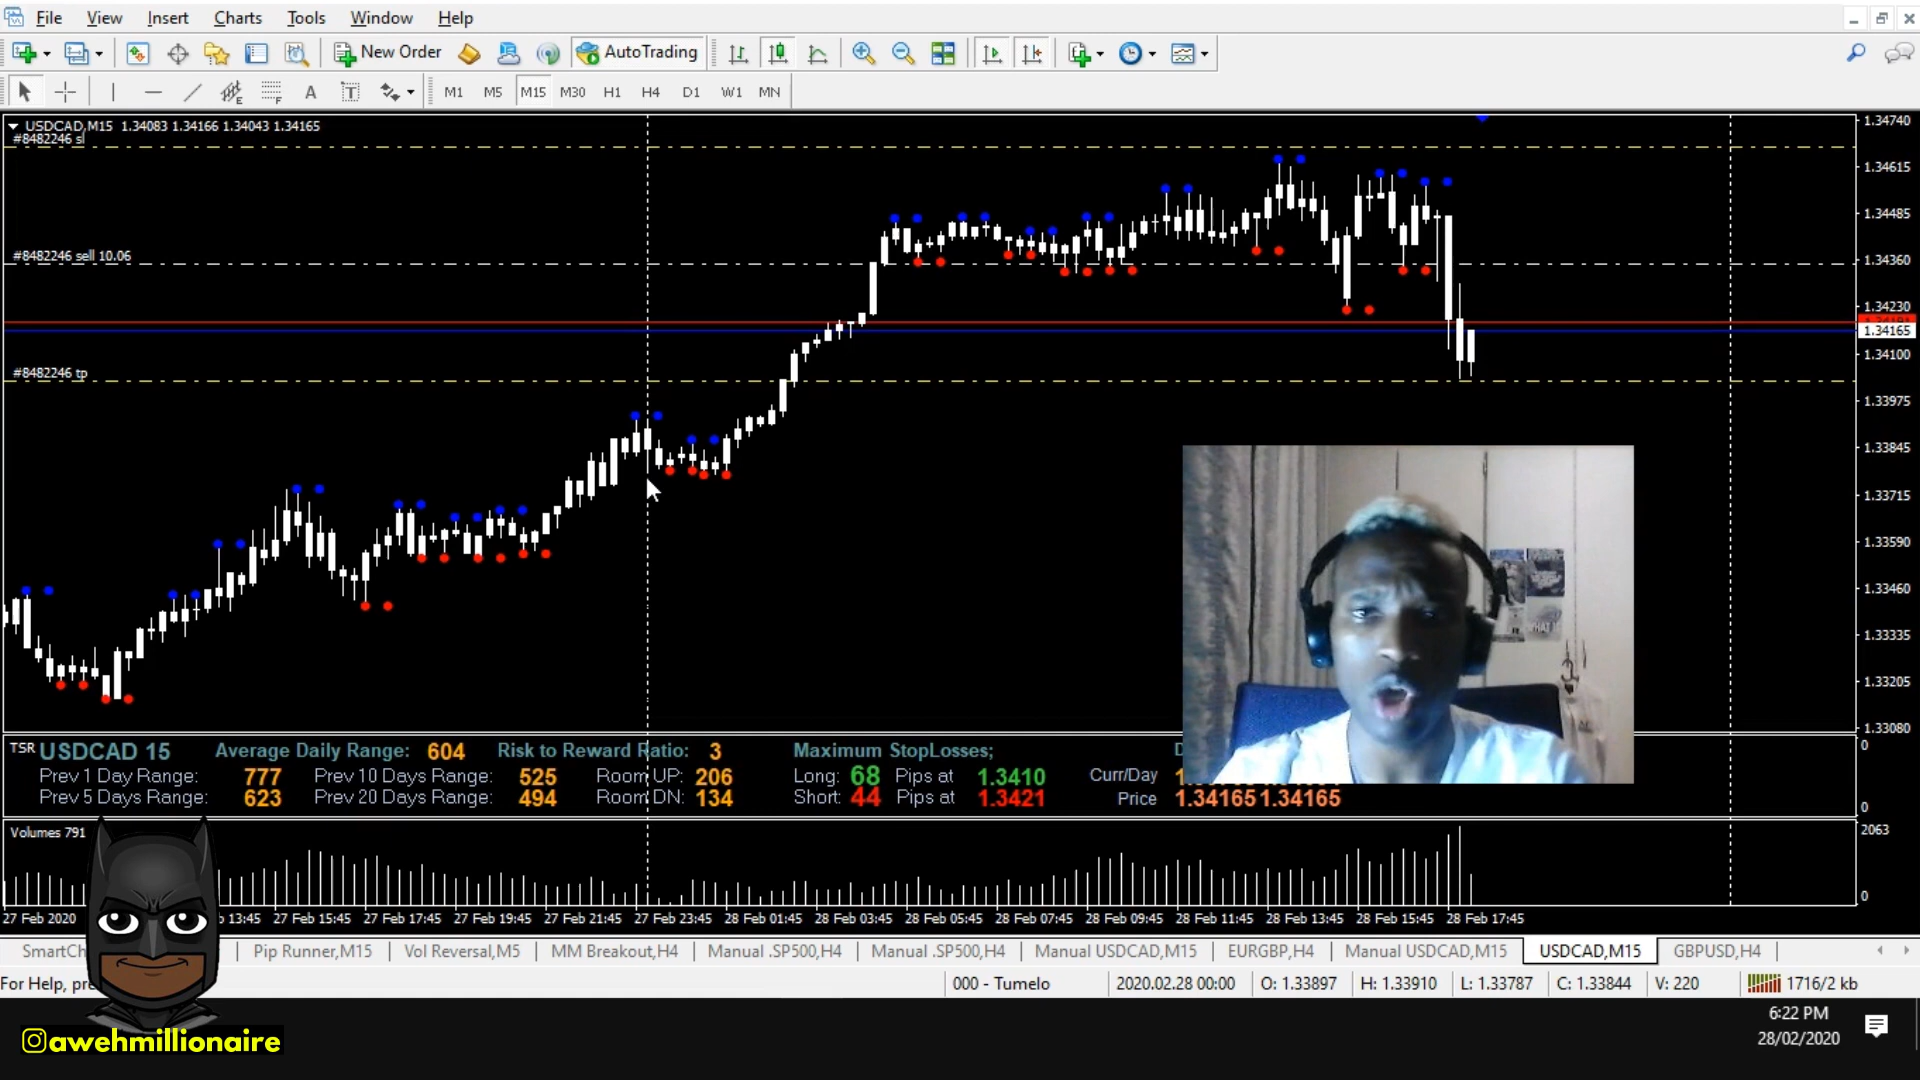 File View Insert Charts Tools Window Help
New Order AutoTrading
E F A T M1 M5 M15 M30 H1 H4 D1 W1 MN
USDCAD,M15 1.34083 1.34166 1.34043 1.34165
#8482246 sl
#8482246 sell 10.06
#8482246 tp
1.34740
1.34615
1.34485
1.34360
1.34230
1.34165
1.34100
1.33975
1.33845
1.33715
1.33590
1.33460
1.33335
1.33205
1.33080
TSR USDCAD 15 Average Daily Range: 604 Risk to Reward Ratio: 3 Maximum StopLosses;
Prev 1 Day Range: 777 Prev 10 Days Range: 525 Room UP: 206 Long: 68 Pips at 1.3410 Curr/Day
Prev 5 Days Range: 623 Prev 20 Days Range: 494 Room DN: 134 Short: 44 Pips at 1.3421 Price 1.34165 1.34165
0
0
Volumes 791
2063
0
27 Feb 2020 13:45 27 Feb 15:45 27 Feb 17:45 27 Feb 19:45 27 Feb 21:45 27 Feb 23:45 28 Feb 01:45 28 Feb 03:45 28 Feb 05:45 28 Feb 07:45 28 Feb 09:45 28 Feb 11:45 28 Feb 13:45 28 Feb 15:45 28 Feb 17:45
SmartCh Pip Runner,M15 Vol Reversal,M5 MM Breakout,H4 Manual .SP500,H4 Manual .SP500,H4 Manual USDCAD,M15 EURGBP,H4 Manual USDCAD,M15 USDCAD,M15 GBPUSD,H4
For Help, pre 000 - Tumelo 2020.02.28 00:00 O: 1.33897 H: 1.33910 L: 1.33787 C: 1.33844 V: 220 1716/2 kb
6:22 PM
28/02/2020
@awehmillionaire